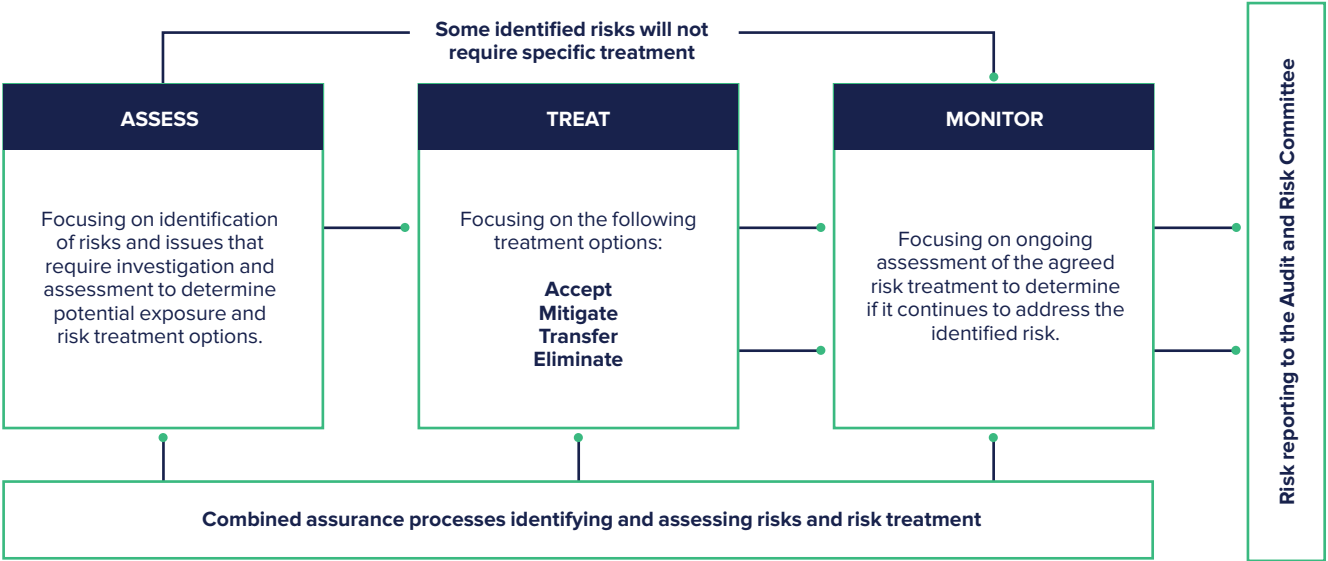 Some identified risks will not
require specific treatment
ASSESS
Focusing on identification
of risks and issues that
require investigation and
assessment to determine
potential exposure and
risk treatment options.
TREAT
Focusing on the following
treatment options:
Accept
Mitigate
Transfer
Eliminate
MONITOR
Focusing on ongoing
assessment of the agreed
risk treatment to determine
if it continues to address the
identified risk.
Risk reporting to the Audit and Risk Committee
Combined assurance processes identifying and assessing risks and risk treatment